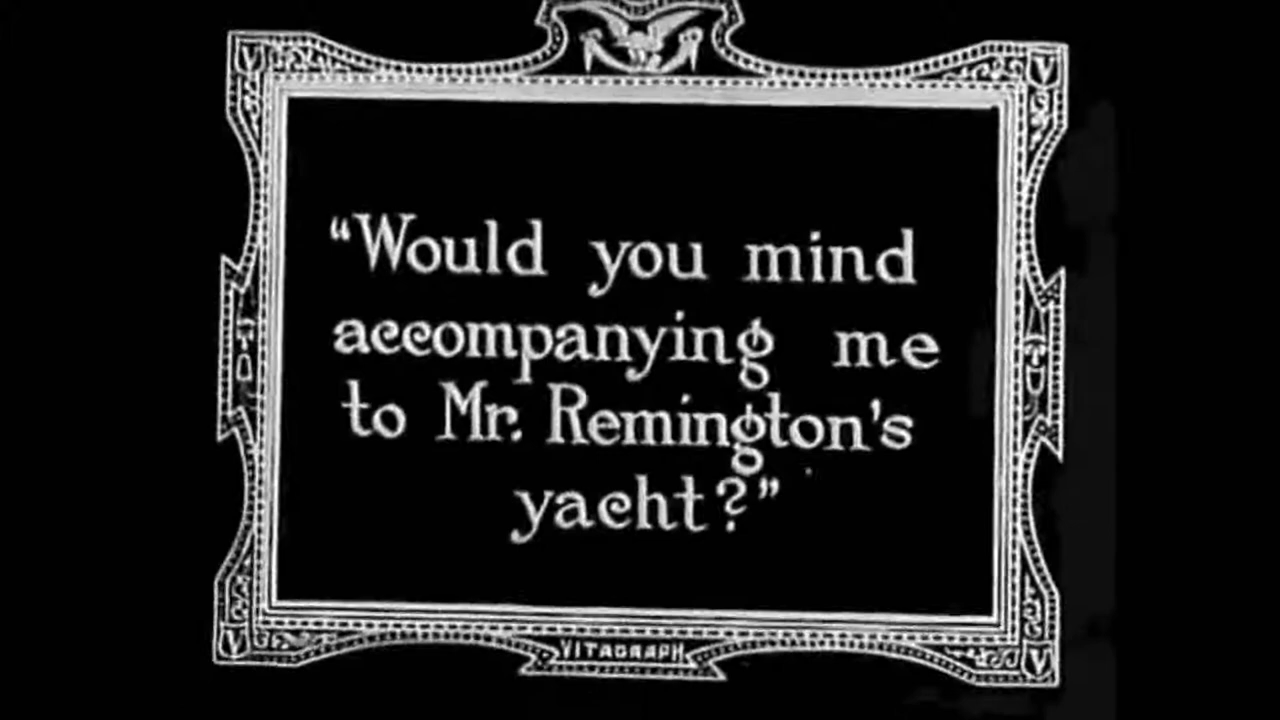 “Would you mind
accompanying me
to Mr. Remington's
yacht?”
VITAGRAPH